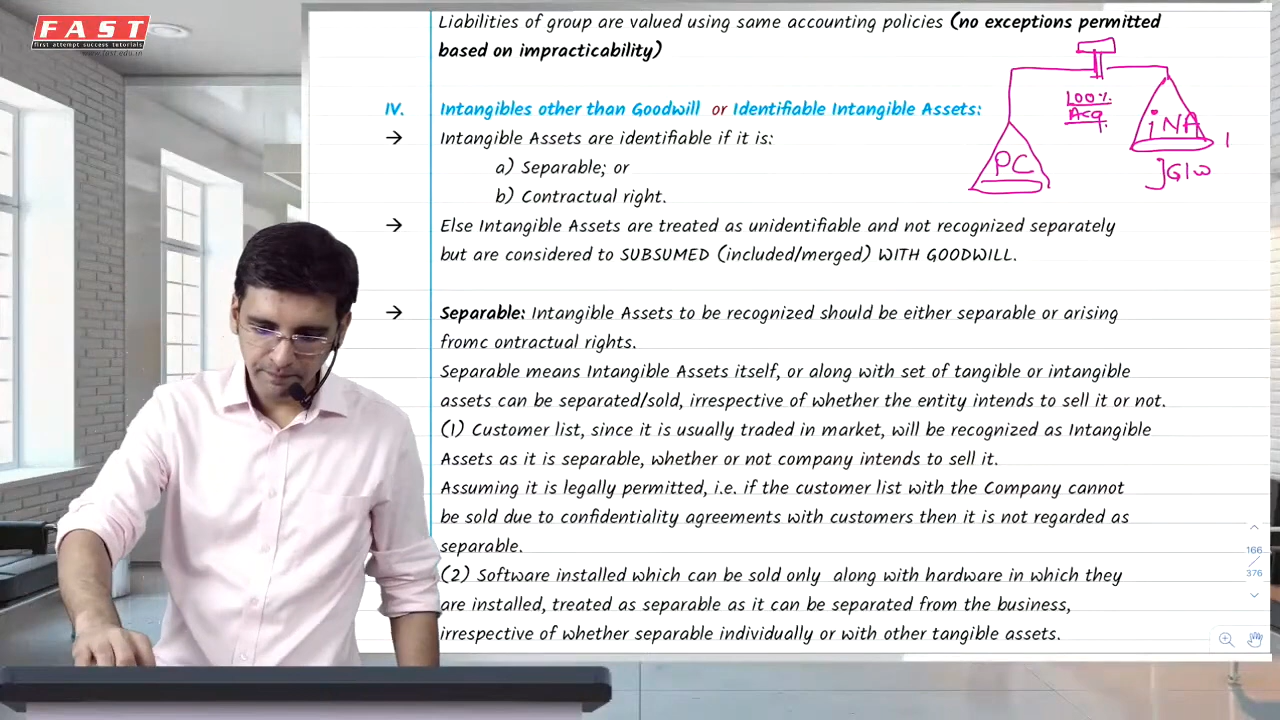 FAST
first attempt success tutorials
www.fast.edu.in
Liabilities of group are valued using same accounting policies (no exceptions permitted
based on impracticability)
IV. Intangibles other than Goodwill or Identifiable Intangible Assets:
→ Intangible Assets are identifiable if it is:
a) Separable; or
b) Contractual right.
→ Else Intangible Assets are treated as unidentifiable and not recognized separately
but are considered to SUBSUMED (included/merged) WITH GOODWILL.
→ Separable: Intangible Assets to be recognized should be either separable or arising
fromc ontractual rights.
Separable means Intangible Assets itself, or along with set of tangible or intangible
assets can be separated/sold, irrespective of whether the entity intends to sell it or not.
(1) Customer list, since it is usually traded in market, will be recognized as Intangible
Assets as it is separable, whether or not company intends to sell it.
Assuming it is legally permitted, i.e. if the customer list with the Company cannot
be sold due to confidentiality agreements with customers then it is not regarded as
separable.
(2) Software installed which can be sold only along with hardware in which they
are installed, treated as separable as it can be separated from the business,
irrespective of whether separable individually or with other tangible assets.
100%
Acq.
PC
iNA
G/w
166
376